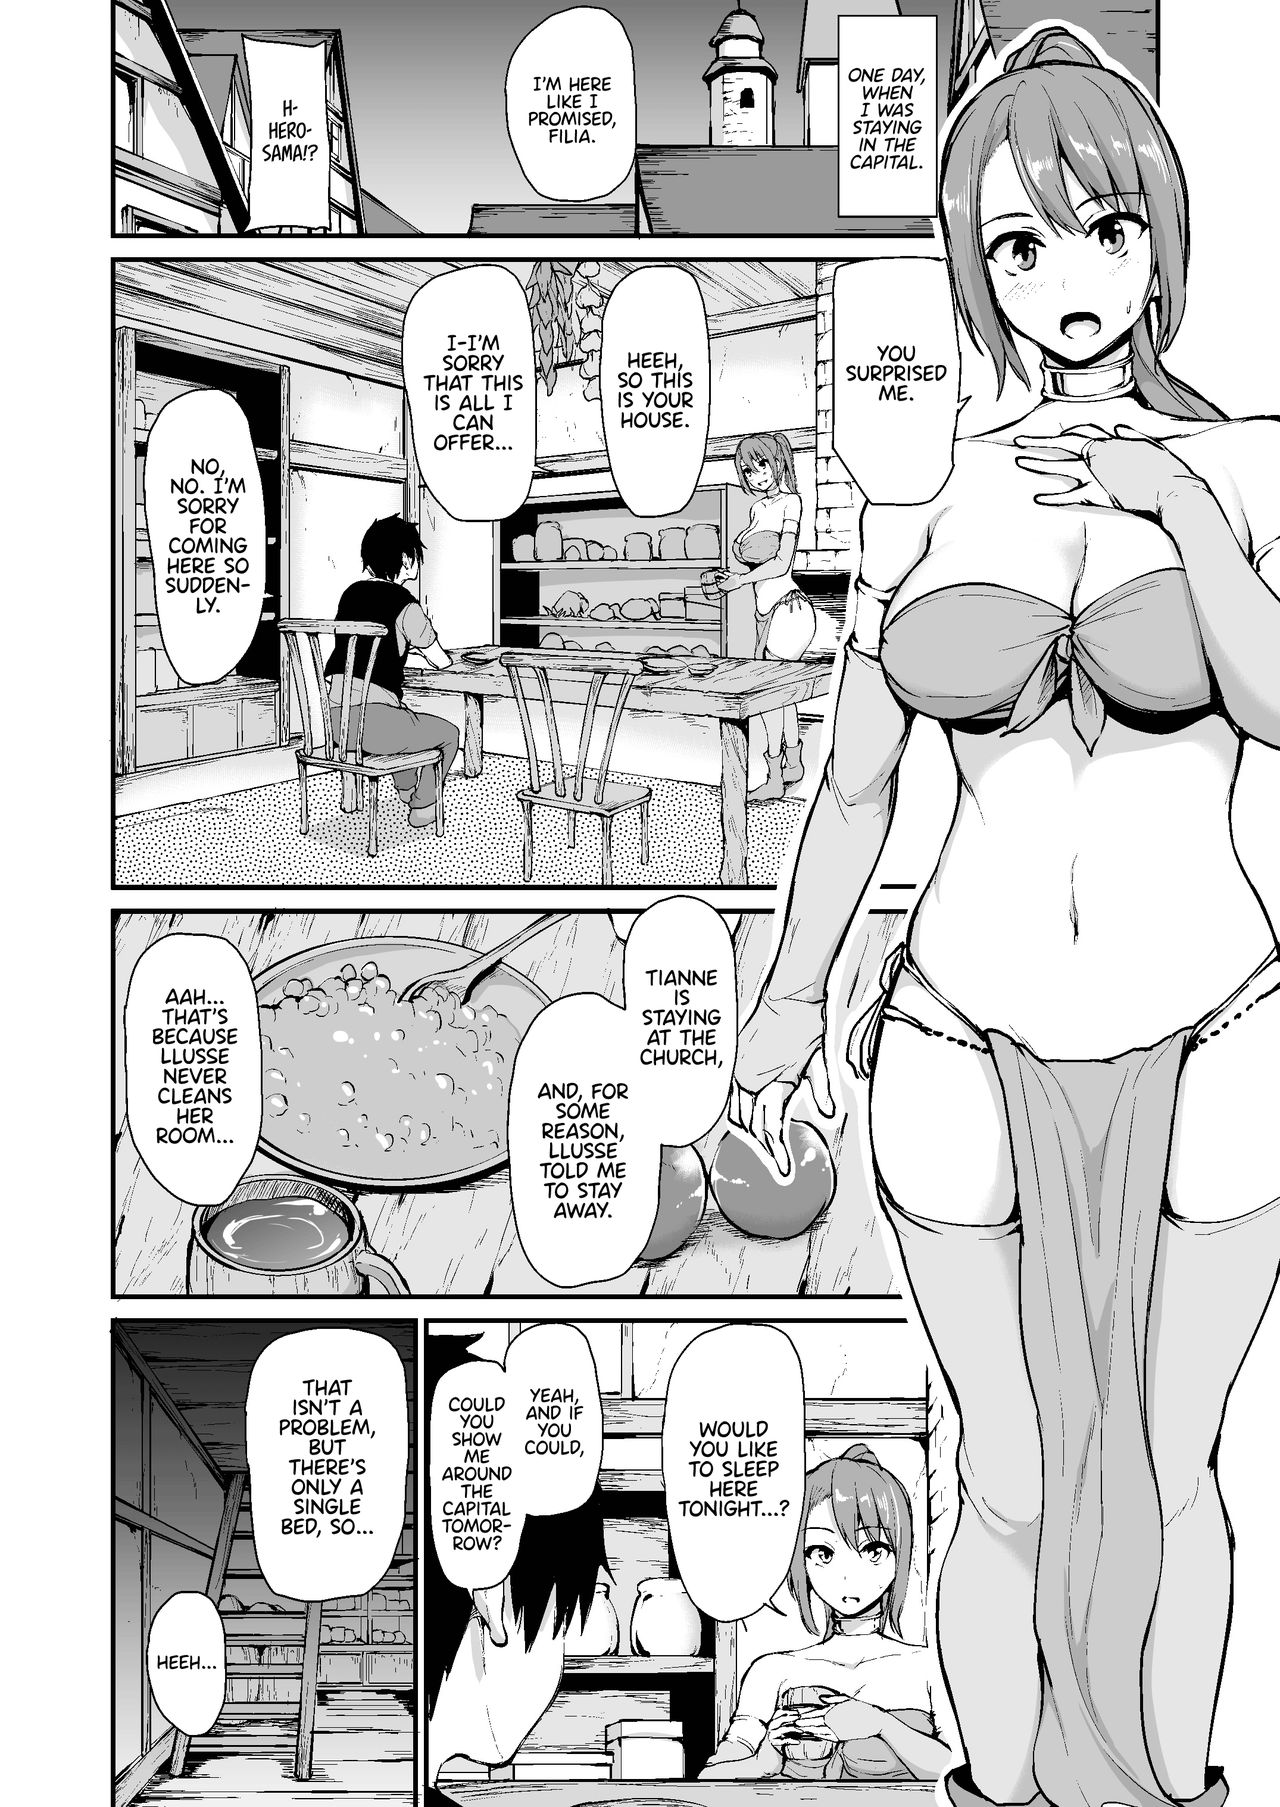 ONE DAY,
WHEN
I WAS
STAYING
IN THE
CAPITAL.
I'M HERE
LIKE I
PROMISED,
FILIA.
H-
HERO-
SAMA!?
YOU
SURPRISED
ME.
HEEH,
SO THIS
IS YOUR
HOUSE.
I-I'M
SORRY
THAT THIS
IS ALL I
CAN
OFFER...
NO,
NO. I'M
SORRY
FOR
COMING
HERE SO
SUDDEN-
LY.
TIANNE IS
STAYING
AT THE
CHURCH,
AND, FOR
SOME
REASON,
LLUSSE
TOLD ME
TO STAY
AWAY.
AAH...
THAT'S
BECAUSE
LLUSSE
NEVER
CLEANS
HER
ROOM...
WOULD
YOU LIKE
TO SLEEP
HERE
TONIGHT...?
YEAH,
AND IF
YOU
COULD,
COULD
YOU
SHOW
ME
AROUND
THE
CAPITAL
TOMOR-
ROW?
THAT
ISN'T A
PROBLEM,
BUT
THERE'S
ONLY A
SINGLE
BED, SO...
HEEH...